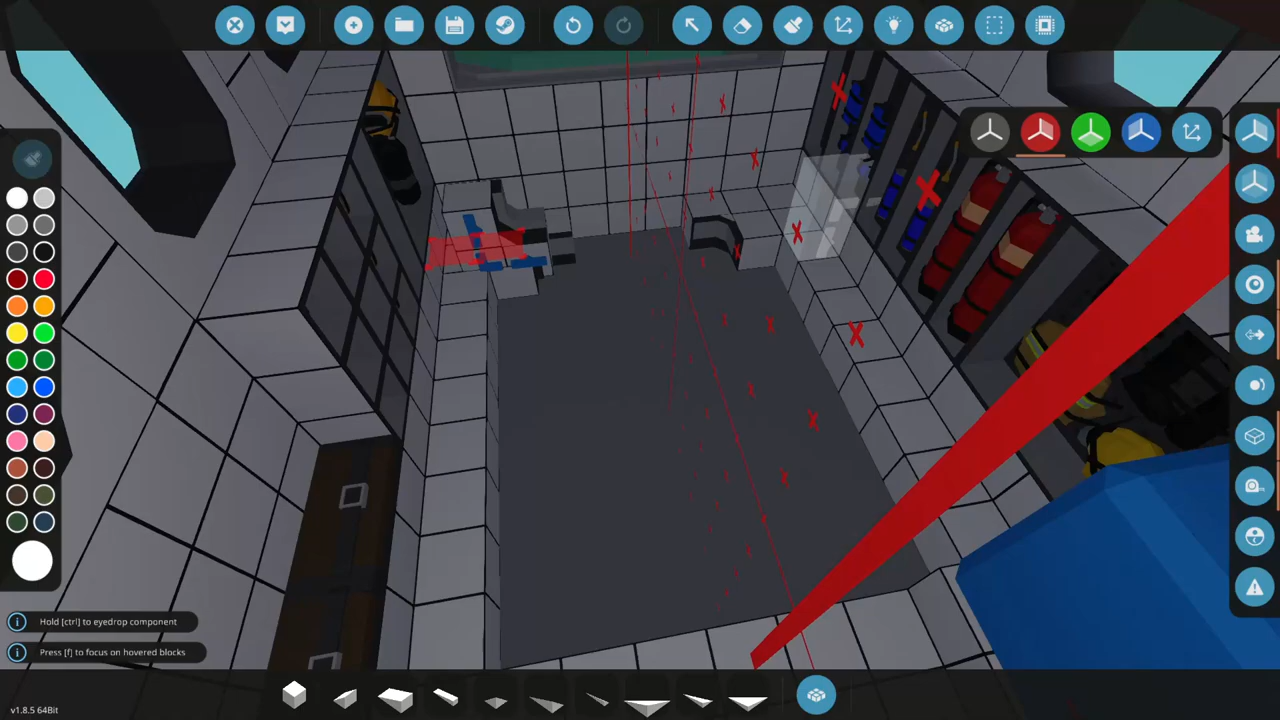 Hold [ctrl] to eyedrop component
Press [f] to focus on hovered blocks
v1.8.5 64Bit